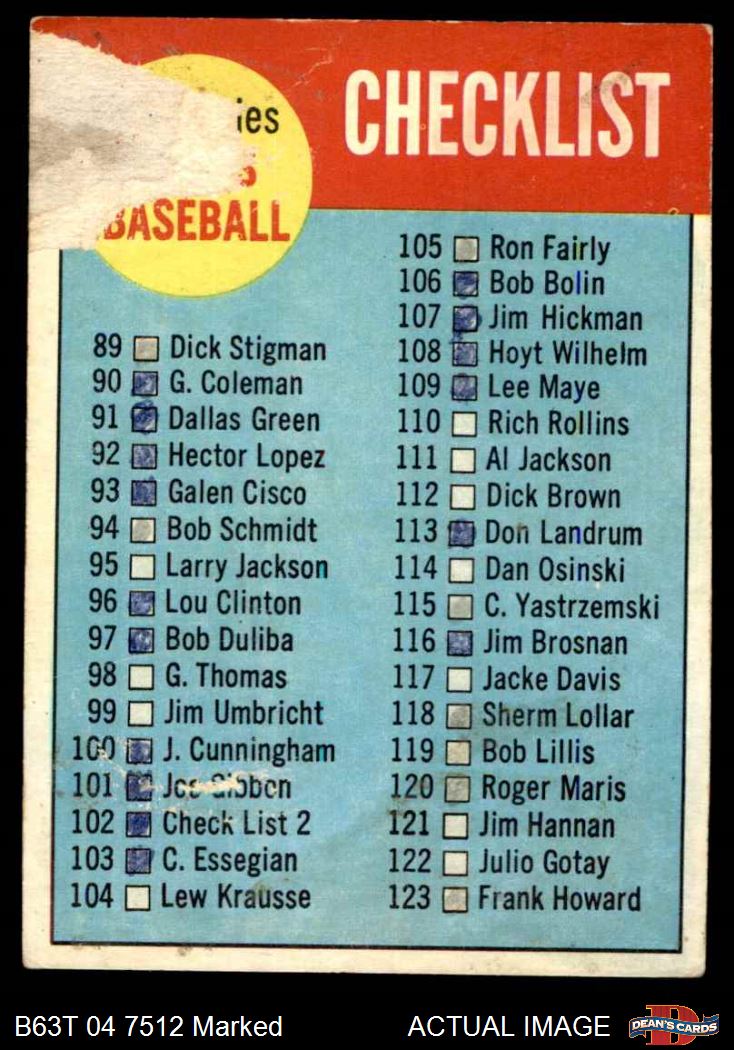 CHECKLIST
ies
BASEBALL
89 Dick Stigman
90 G. Coleman
91 Dallas Green
92 Hector Lopez
93 Galen Cisco
94 Bob Schmidt
95 Larry Jackson
96 Lou Clinton
97 Bob Duliba
98 G. Thomas
99 Jim Umbricht
100 J. Cunningham
101 Joe Gibbon
102 Check List 2
103 C. Essegian
104 Lew Krausse
105 Ron Fairly
106 Bob Bolin
107 Jim Hickman
108 Hoyt Wilhelm
109 Lee Maye
110 Rich Rollins
111 Al Jackson
112 Dick Brown
113 Don Landrum
114 Dan Osinski
115 C. Yastrzemski
116 Jim Brosnan
117 Jacke Davis
118 Sherm Lollar
119 Bob Lillis
120 Roger Maris
121 Jim Hannan
122 Julio Gotay
123 Frank Howard
B63T 04 7512 Marked
ACTUAL IMAGE
DEAN'S CARDS